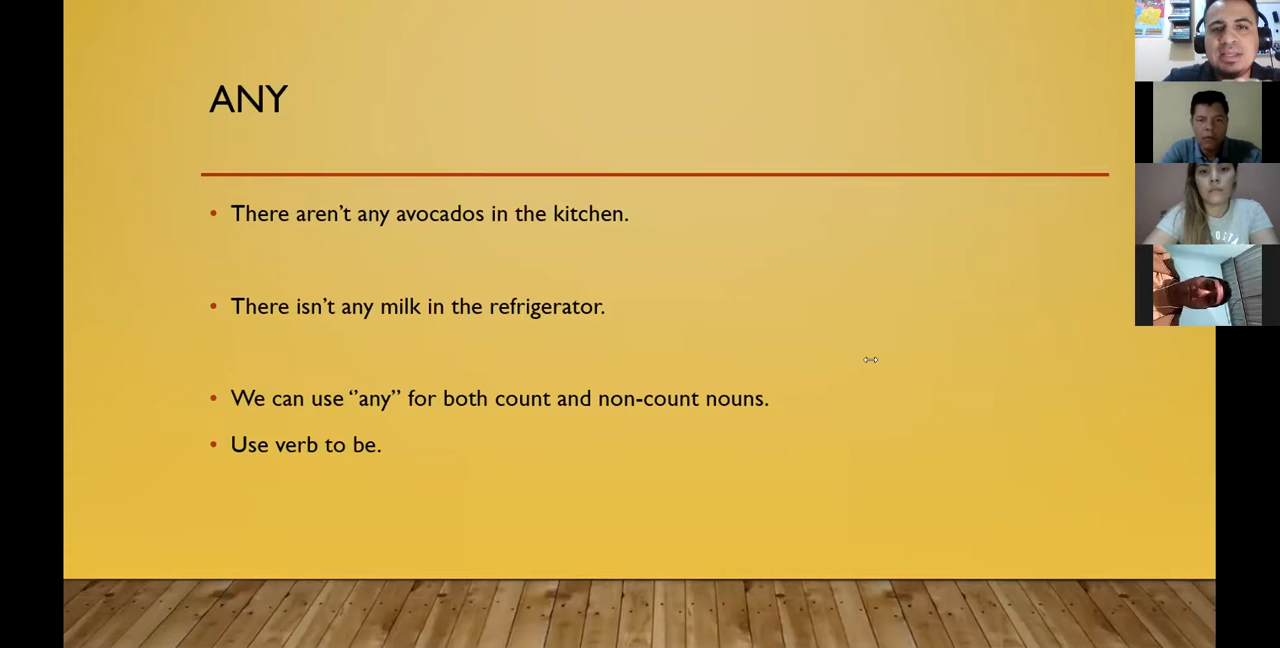 ANY
There aren’t any avocados in the kitchen.
There isn’t any milk in the refrigerator.
We can use ‘’any’’ for both count and non-count nouns.
Use verb to be.